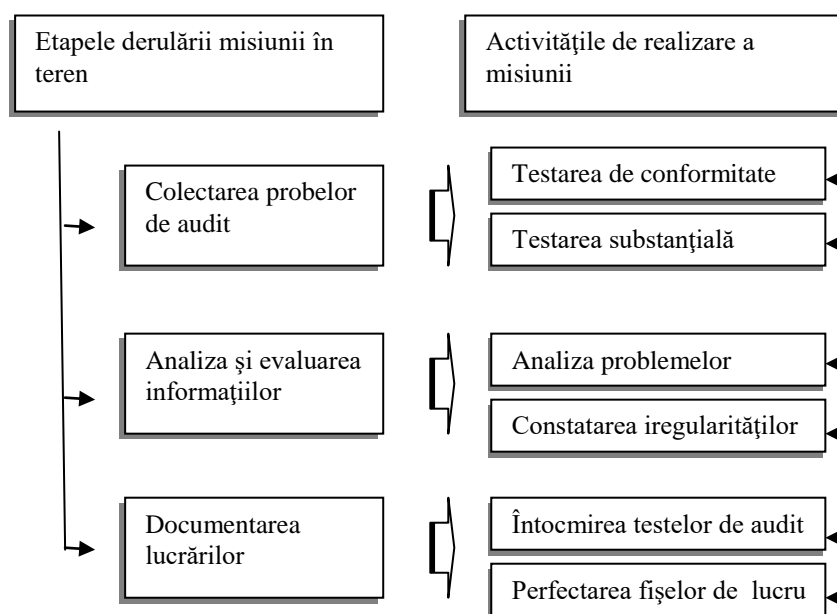 Etapele derulării misiunii în
teren
Activităţile de realizare a
misiunii
Colectarea probelor
de audit
Testarea de conformitate
Testarea substanţială
Analiza şi evaluarea
informaţiilor
Analiza problemelor
Constatarea iregularităţilor
Documentarea
lucrărilor
Întocmirea testelor de audit
Perfectarea fişelor de lucru